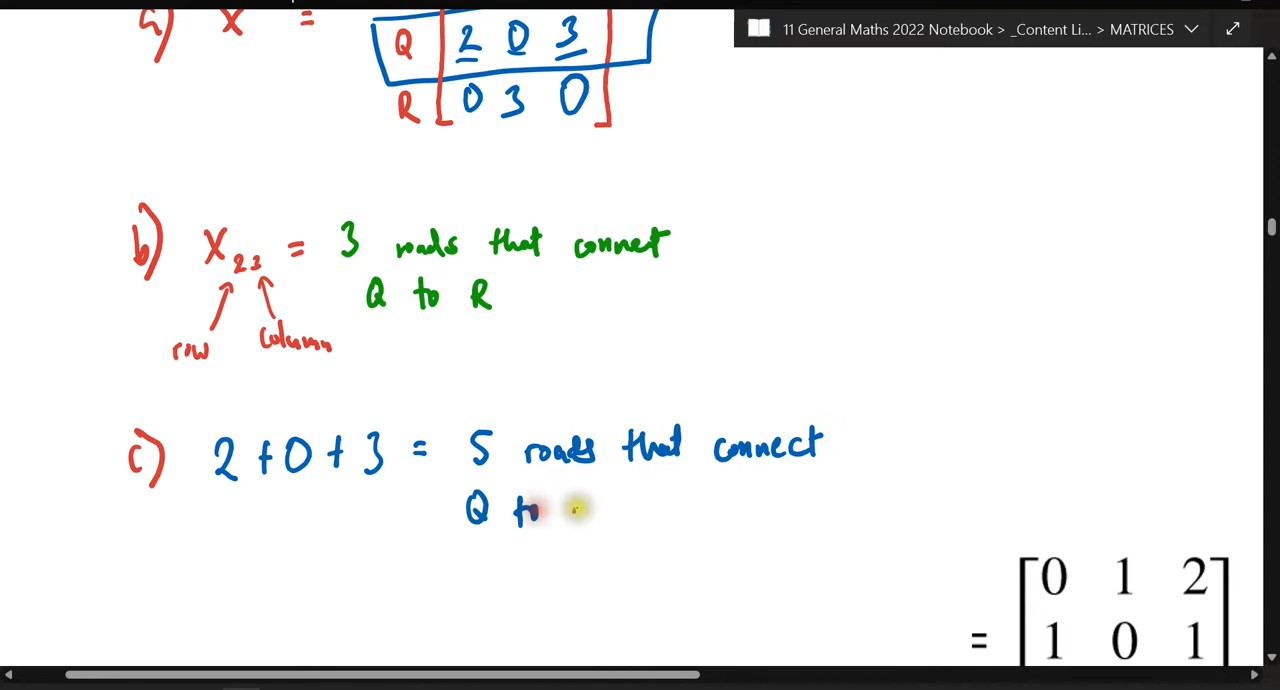 11 General Maths 2022 Notebook > _Content Li... > MATRICES
a) X =
Q 2 0 3
R 0 3 0
b) X23 = 3 roads that connect
Q to R
row column
c) 2 + 0 + 3 = 5 roads that connect
Q to
= 0 1 2
1 0 1